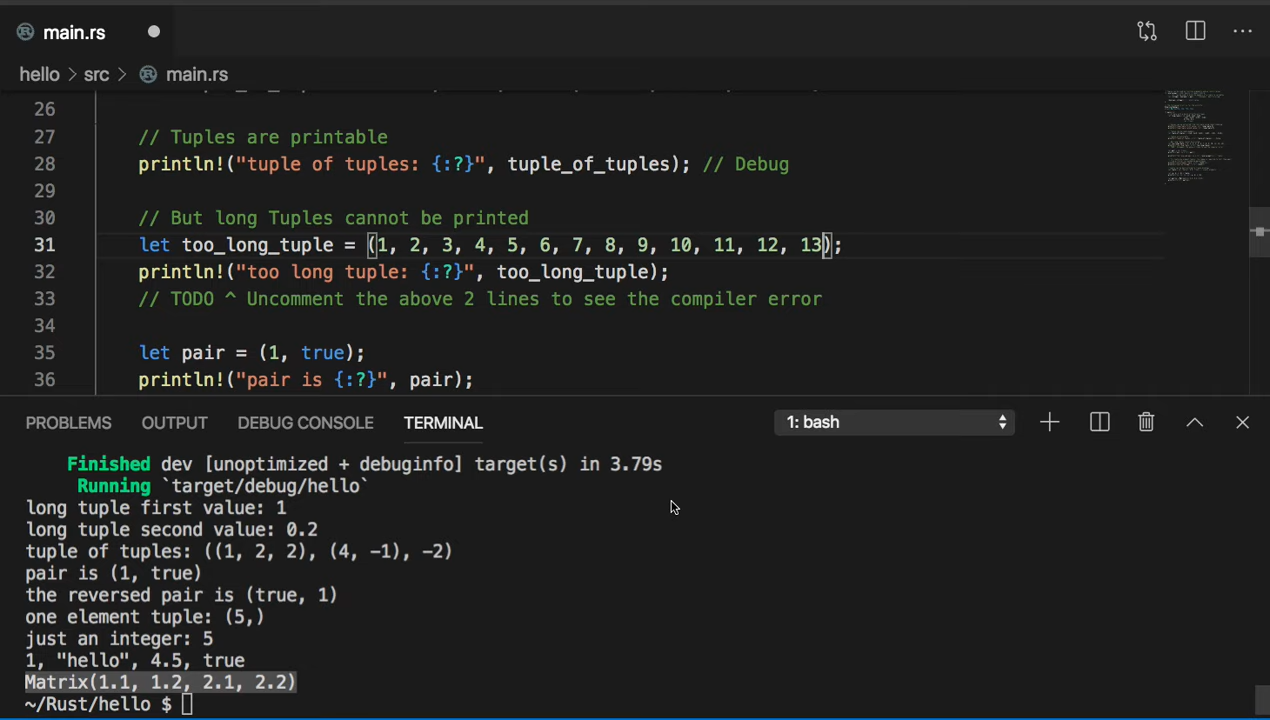 main.rs
hello > src > main.rs
26
27 // Tuples are printable
28 println!("tuple of tuples: {:?}", tuple_of_tuples); // Debug
29
30 // But long Tuples cannot be printed
31 let too_long_tuple = (1, 2, 3, 4, 5, 6, 7, 8, 9, 10, 11, 12, 13);
32 println!("too long tuple: {:?}", too_long_tuple);
33 // TODO ^ Uncomment the above 2 lines to see the compiler error
34
35 let pair = (1, true);
36 println!("pair is {:?}", pair);
PROBLEMS OUTPUT DEBUG CONSOLE TERMINAL 1: bash
Finished dev [unoptimized + debuginfo] target(s) in 3.79s
Running `target/debug/hello`
long tuple first value: 1
long tuple second value: 0.2
tuple of tuples: ((1, 2, 2), (4, -1), -2)
pair is (1, true)
the reversed pair is (true, 1)
one element tuple: (5,)
just an integer: 5
1, "hello", 4.5, true
Matrix(1.1, 1.2, 2.1, 2.2)
~/Rust/hello $